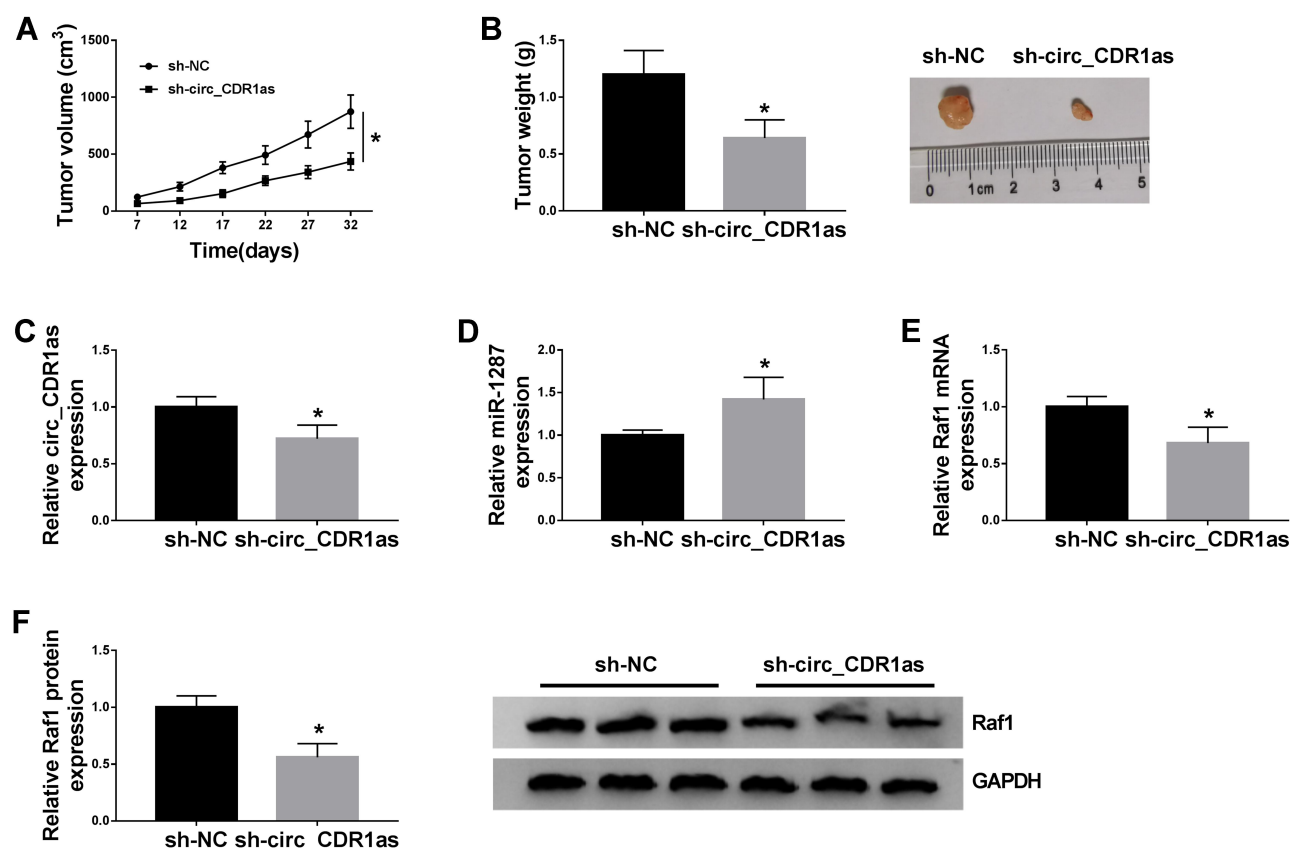 A
Tumor volume (cm³)
1500
1000
500
0
sh-NC
sh-circ_CDR1as
*
7 12 17 22 27 32
Time(days)
B
Tumor weight (g)
1.5
1.0
0.5
0.0
*
sh-NC sh-circ_CDR1as
sh-NC sh-circ_CDR1as
0 1cm 2 3 4 5
C
Relative circ_CDR1as
expression
1.5
1.0
0.5
0.0
*
sh-NC sh-circ_CDR1as
D
Relative miR-1287
expression
2.0
1.5
1.0
0.5
0.0
*
sh-NC sh-circ_CDR1as
E
Relative Raf1 mRNA
expression
1.5
1.0
0.5
0.0
*
sh-NC sh-circ_CDR1as
F
Relative Raf1 protein
expression
1.5
1.0
0.5
0.0
*
sh-NC sh-circ CDR1as
sh-NC sh-circ_CDR1as
Raf1
GAPDH